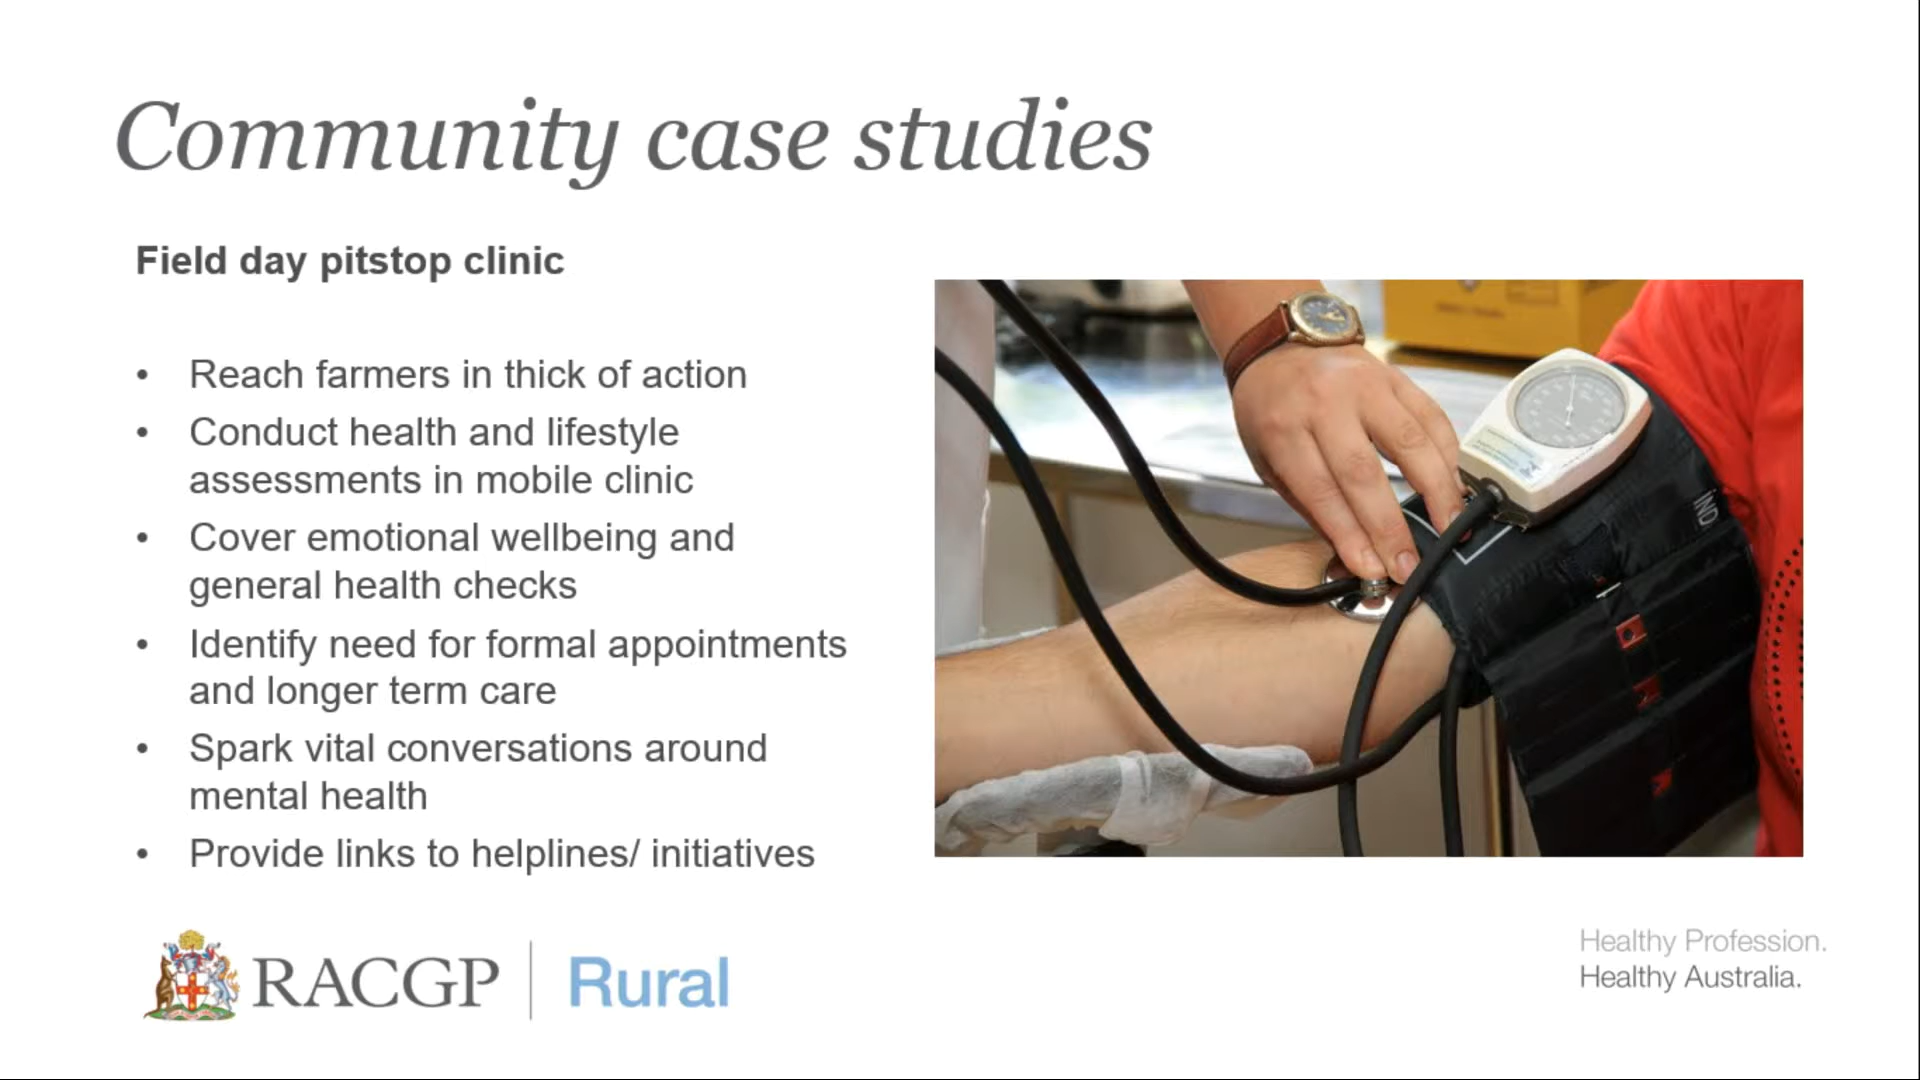 Community case studies
Field day pitstop clinic
• Reach farmers in thick of action
• Conduct health and lifestyle
assessments in mobile clinic
• Cover emotional wellbeing and
general health checks
• Identify need for formal appointments
and longer term care
• Spark vital conversations around
mental health
• Provide links to helplines/ initiatives
IND
RACGP
Rural
Healthy Profession.
Healthy Australia.